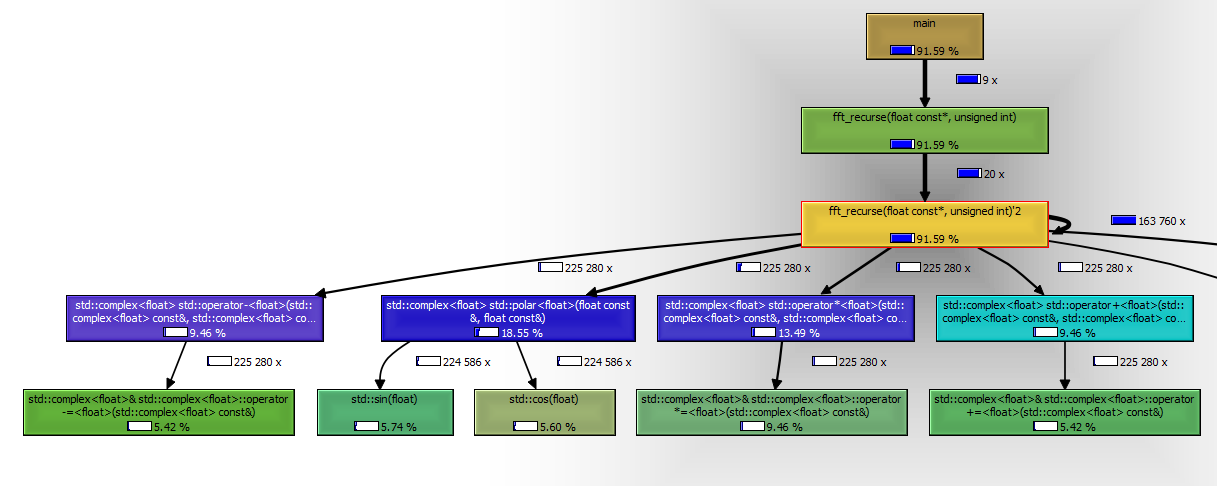 main
91.59 %
9 x
fft_recurse(float const*, unsigned int)
91.59 %
20 x
fft_recurse(float const*, unsigned int)'2
91.59 %
163 760 x
225 280 x
225 280 x
225 280 x
225 280 x
std::complex<float> std::operator-<float>(std::
complex<float> const&, std::complex<float> co...
9.46 %
std::complex<float> std::polar<float>(float const
&, float const&)
18.55 %
std::complex<float> std::operator*<float>(std::
complex<float> const&, std::complex<float> co...
13.49 %
std::complex<float> std::operator+<float>(std::
complex<float> const&, std::complex<float> co...
9.46 %
225 280 x
224 586 x
224 586 x
225 280 x
225 280 x
std::complex<float>& std::complex<float>::operator
-=<float>(std::complex<float> const&)
5.42 %
std::sin(float)
5.74 %
std::cos(float)
5.60 %
std::complex<float>& std::complex<float>::operator
*=<float>(std::complex<float> const&)
9.46 %
std::complex<float>& std::complex<float>::operator
+=<float>(std::complex<float> const&)
5.42 %